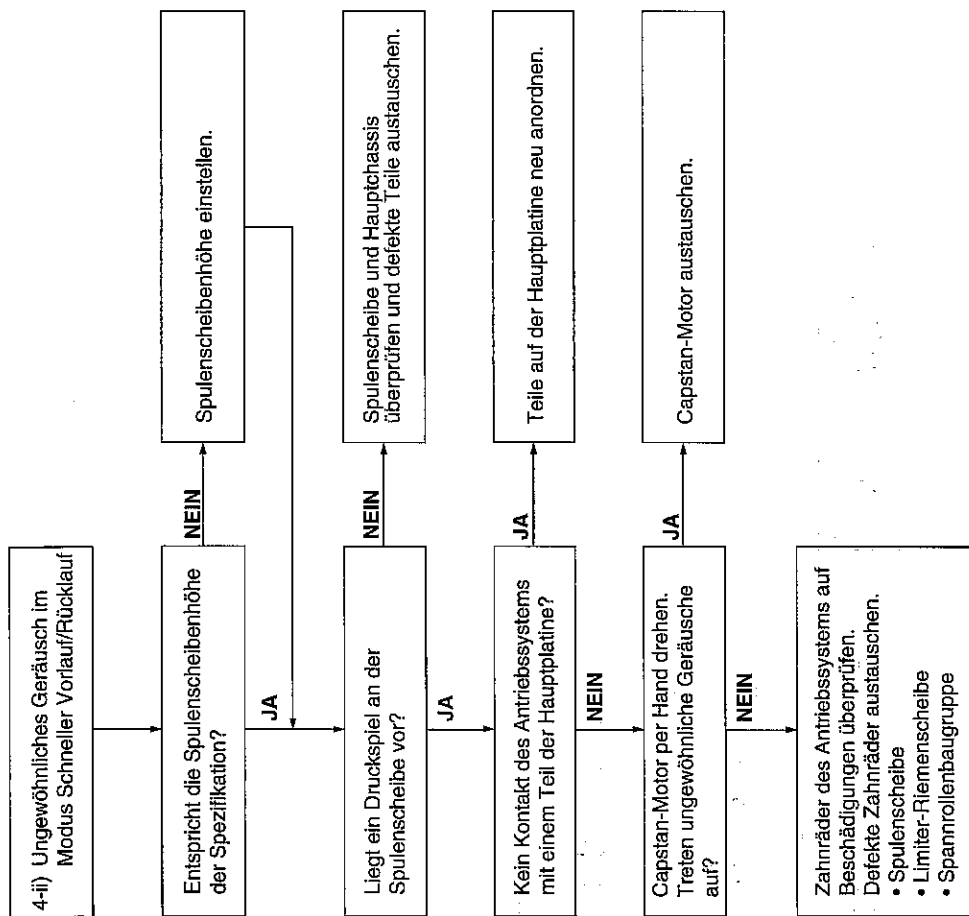 4-ii) Ungewöhnliches Geräusch im
Modus Schneller Vorlauf/Rücklauf
Entspricht die Spulenscheibenhöhe
der Spezifikation?
NEIN
Spulenscheibenhöhe einstellen.
JA
Liegt ein Druckspiel an der
Spulenscheibe vor?
NEIN
Spulenscheibe und Hauptchassis
überprüfen und defekte Teile austauschen.
JA
Kein Kontakt des Antriebssystems
mit einem Teil der Hauptplatine?
JA
Teile auf der Hauptplatine neu anordnen.
NEIN
Capstan-Motor per Hand drehen.
Treten ungewöhnliche Geräusche
auf?
JA
Capstan-Motor austauschen.
NEIN
Zahnräder des Antriebssystems auf
Beschädigungen überprüfen.
Defekte Zahnräder austauschen.
• Spulenscheibe
• Limiter-Riemenscheibe
• Spannrollenbaugruppe